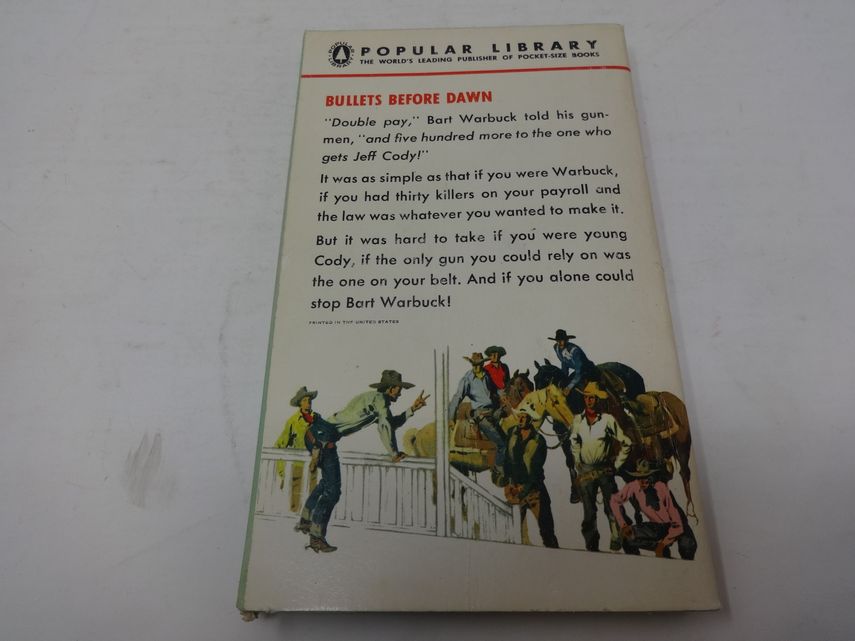 POPULAR LIBRARY
POPULAR LIBRARY
THE WORLD'S LEADING PUBLISHER OF POCKET-SIZE BOOKS
BULLETS BEFORE DAWN
"Double pay," Bart Warbuck told his gun-
men, "and five hundred more to the one who
gets Jeff Cody!"
It was as simple as that if you were Warbuck,
if you had thirty killers on your payroll and
the law was whatever you wanted to make it.
But it was hard to take if you were young
Cody, if the only gun you could rely on was
the one on your belt. And if you alone could
stop Bart Warbuck!
PRINTED IN THE UNITED STATES